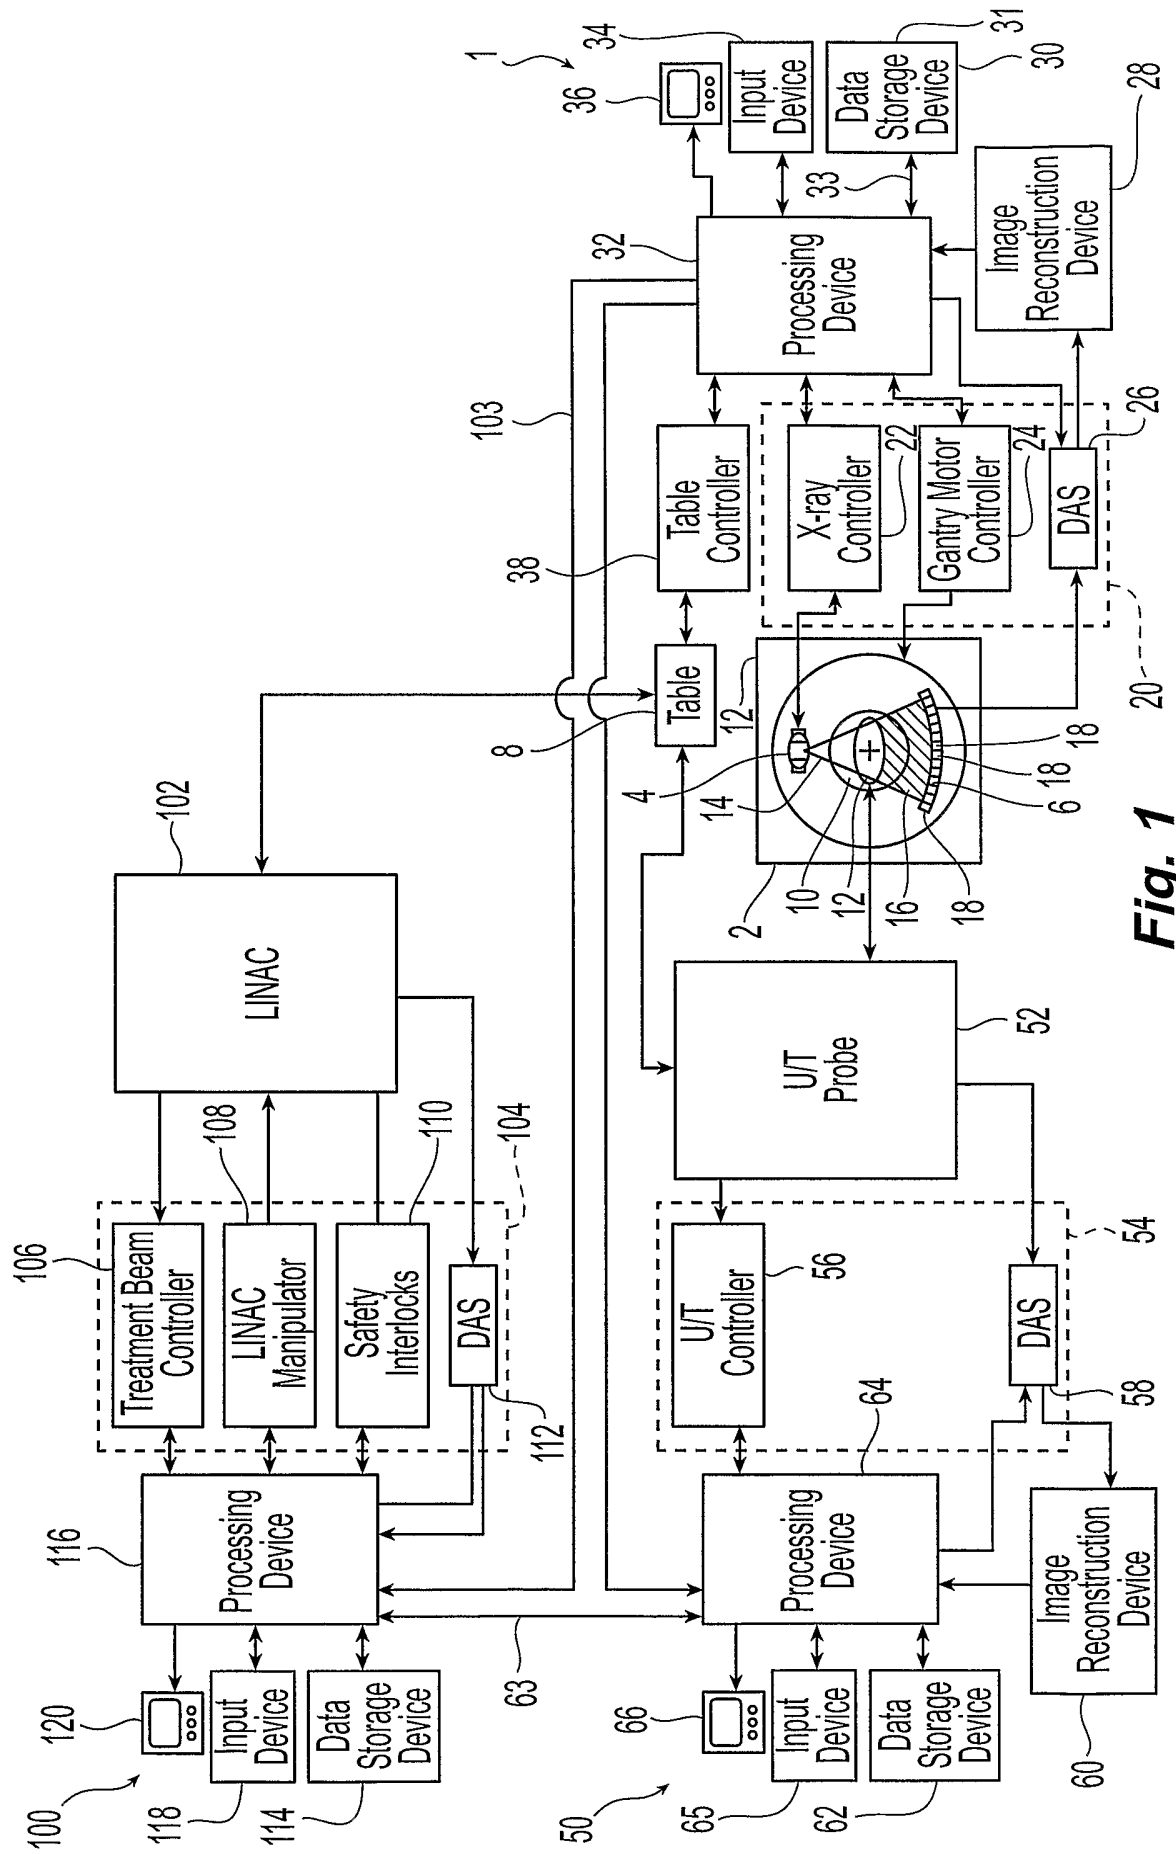 100
120
116
106
Treatment Beam
Controller
118
Input
Device
Processing
Device
108
LINAC
Manipulator
LINAC
102
114
Data
Storage
Device
110
Safety
Interlocks
112
DAS
104
63
103
50
66
64
U/T
Controller
56
65
Input
Device
Processing
Device
62
Data
Storage
Device
58
DAS
54
60
Image
Reconstruction
Device
U/T
Probe
52
8
Table
38
Table
Controller
32
36
1
34
Input
Device
Processing
Device
33
Data
Storage
Device
31
30
2
4
14
12
10
12
16
18
6
18
18
X-ray
Controller
22
Gantry Motor
Controller
24
DAS
26
20
Image
Reconstruction
Device
28
Fig. 1